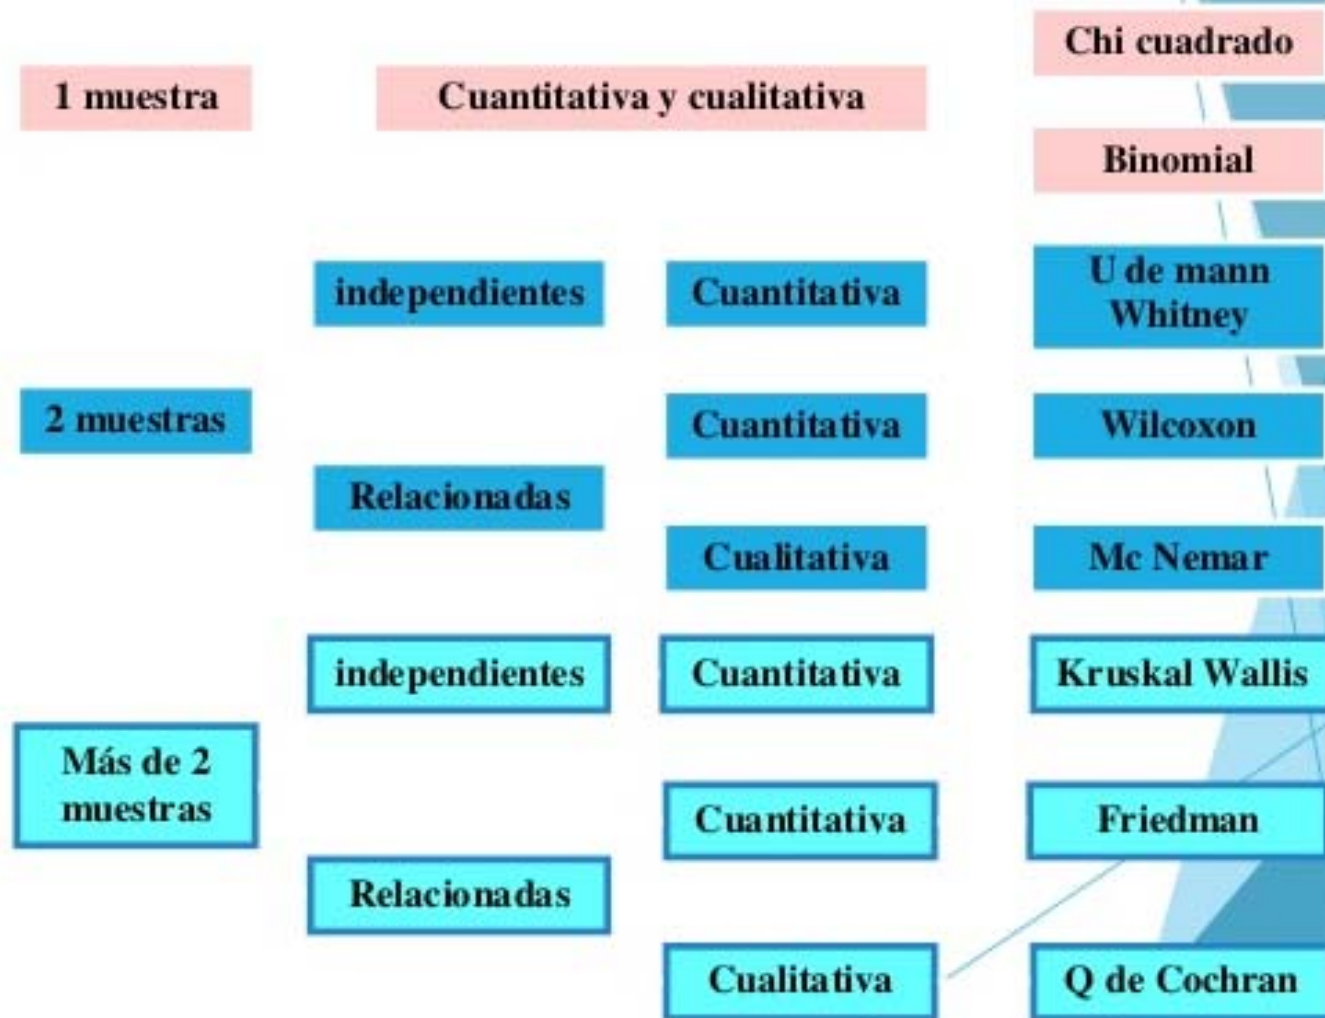 Chi cuadrado
1 muestra
Cuantitativa y cualitativa
Binomial
independientes
Cuantitativa
U de mann
Whitney
2 muestras
Cuantitativa
Wilcoxon
Relacionadas
Cualitativa
Mc Nemar
independientes
Cuantitativa
Kruskal Wallis
Más de 2
muestras
Cuantitativa
Friedman
Relacionadas
Cualitativa
Q de Cochran